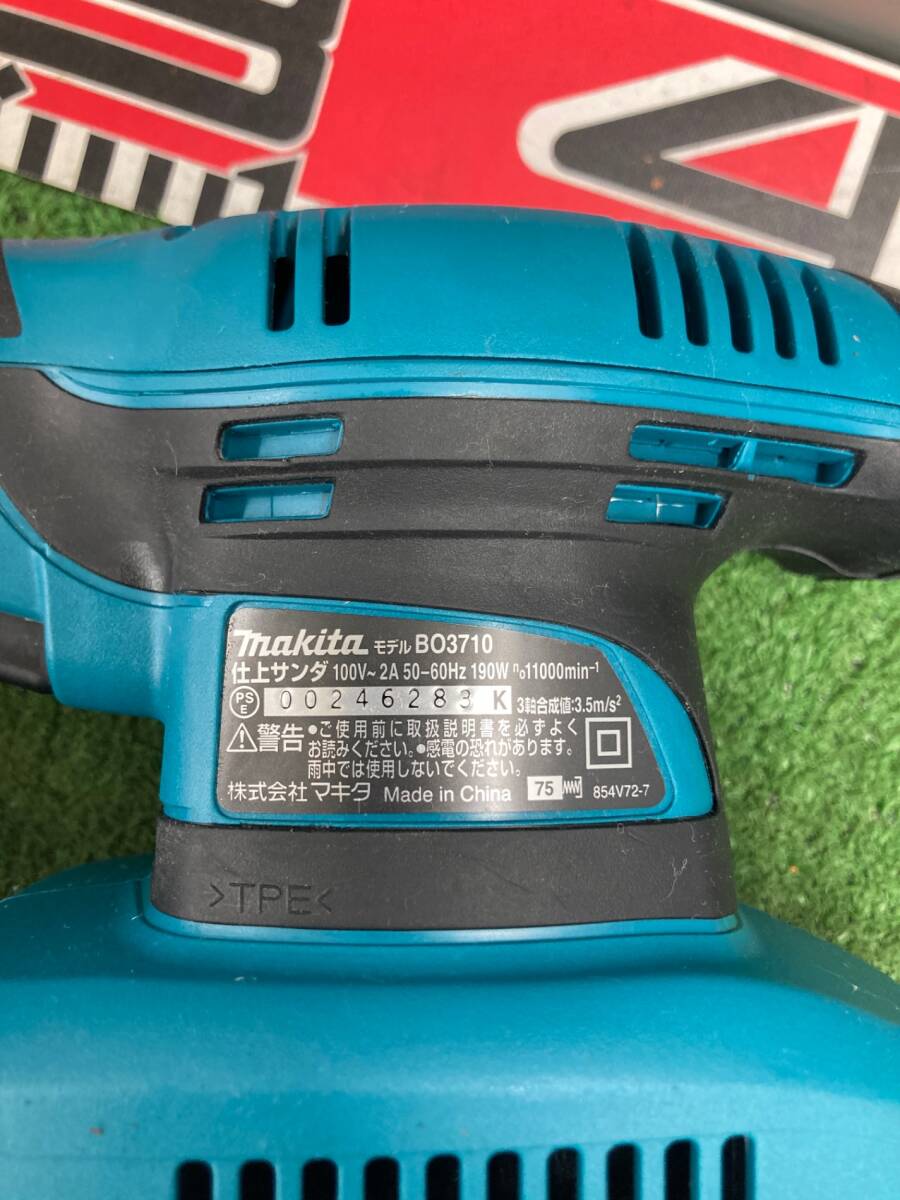 makita モデル BO3710
仕上サンダ 100V~2A 50-60Hz 190W n₀11000min⁻¹
PS E 00246283 K 3軸合成値:3.5m/s²
警告 ●ご使用前に取扱説明書を必ずよく
お読みください。●感電の恐れがあります。
雨中では使用しないでください。
株式会社マキタ Made in China 75 854V72-7
>TPE<